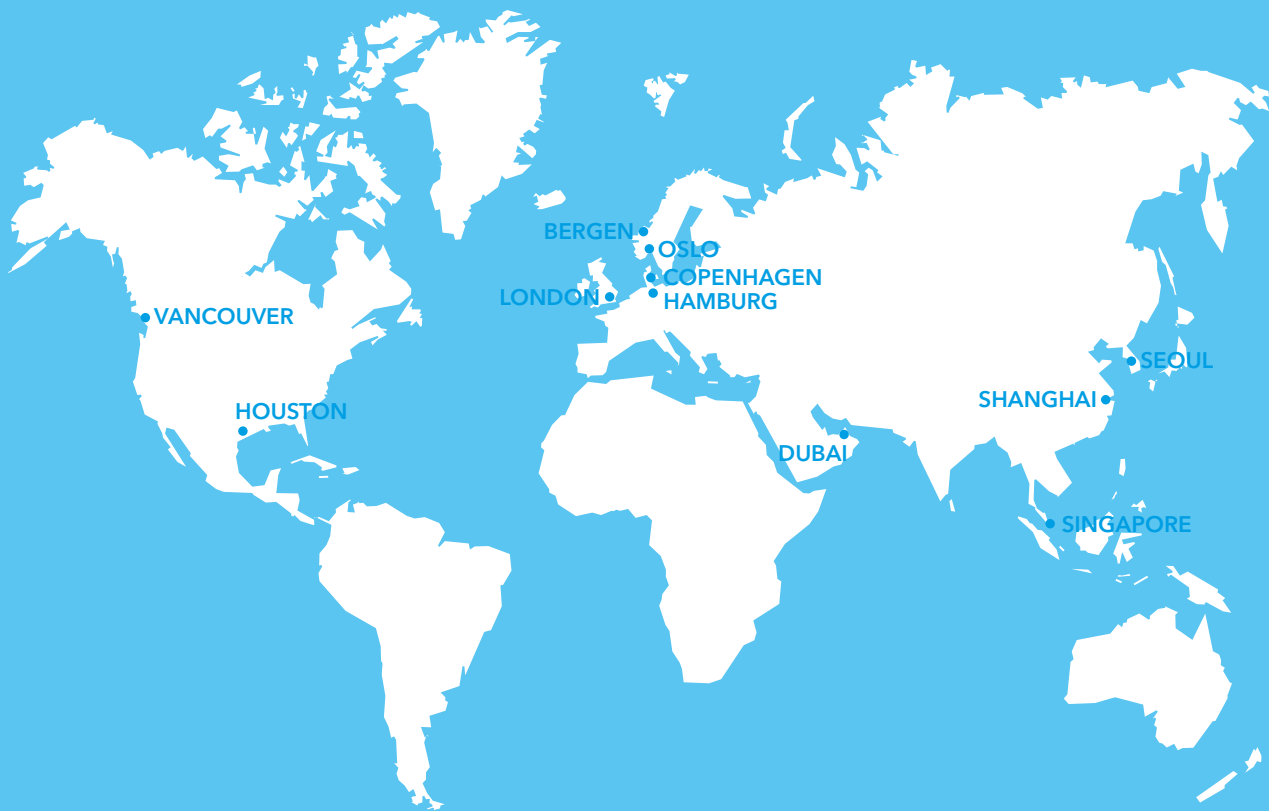 BERGEN
OSLO
COPENHAGEN
LONDON
HAMBURG
VANCOUVER
SEOUL
SHANGHAI
HOUSTON
DUBAI
SINGAPORE